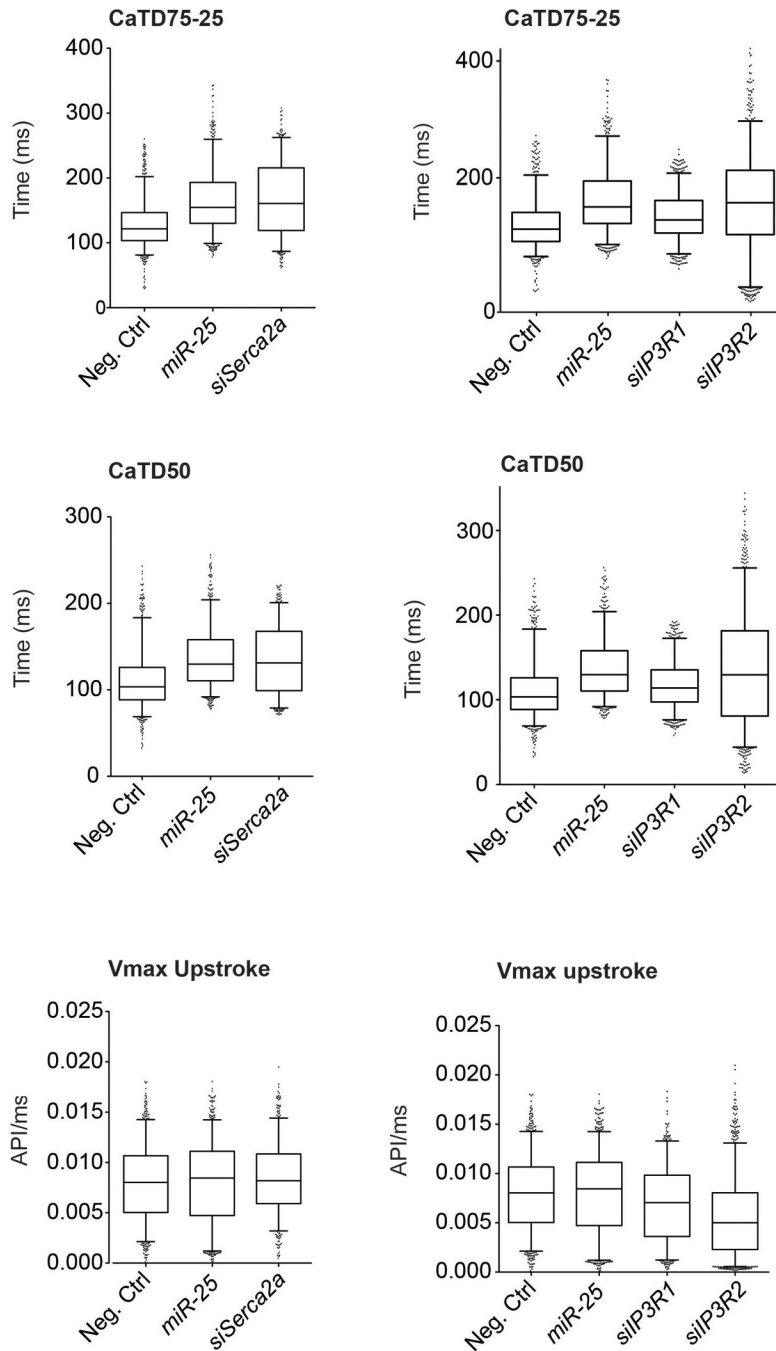 CaTD75-25
400
300
200
100
0
Time (ms)
Neg. Ctrl
miR-25
siSerca2a
CaTD75-25
400
200
0
Time (ms)
Neg. Ctrl
miR-25
siIP3R1
siIP3R2
CaTD50
300
200
100
0
Time (ms)
Neg. Ctrl
miR-25
siSerca2a
CaTD50
300
200
100
0
Time (ms)
Neg. Ctrl
miR-25
siIP3R1
siIP3R2
Vmax Upstroke
0.025
0.020
0.015
0.010
0.005
0.000
API/ms
Neg. Ctrl
miR-25
siSerca2a
Vmax upstroke
0.025
0.020
0.015
0.010
0.005
0.000
API/ms
Neg. Ctrl
miR-25
siIP3R1
siIP3R2